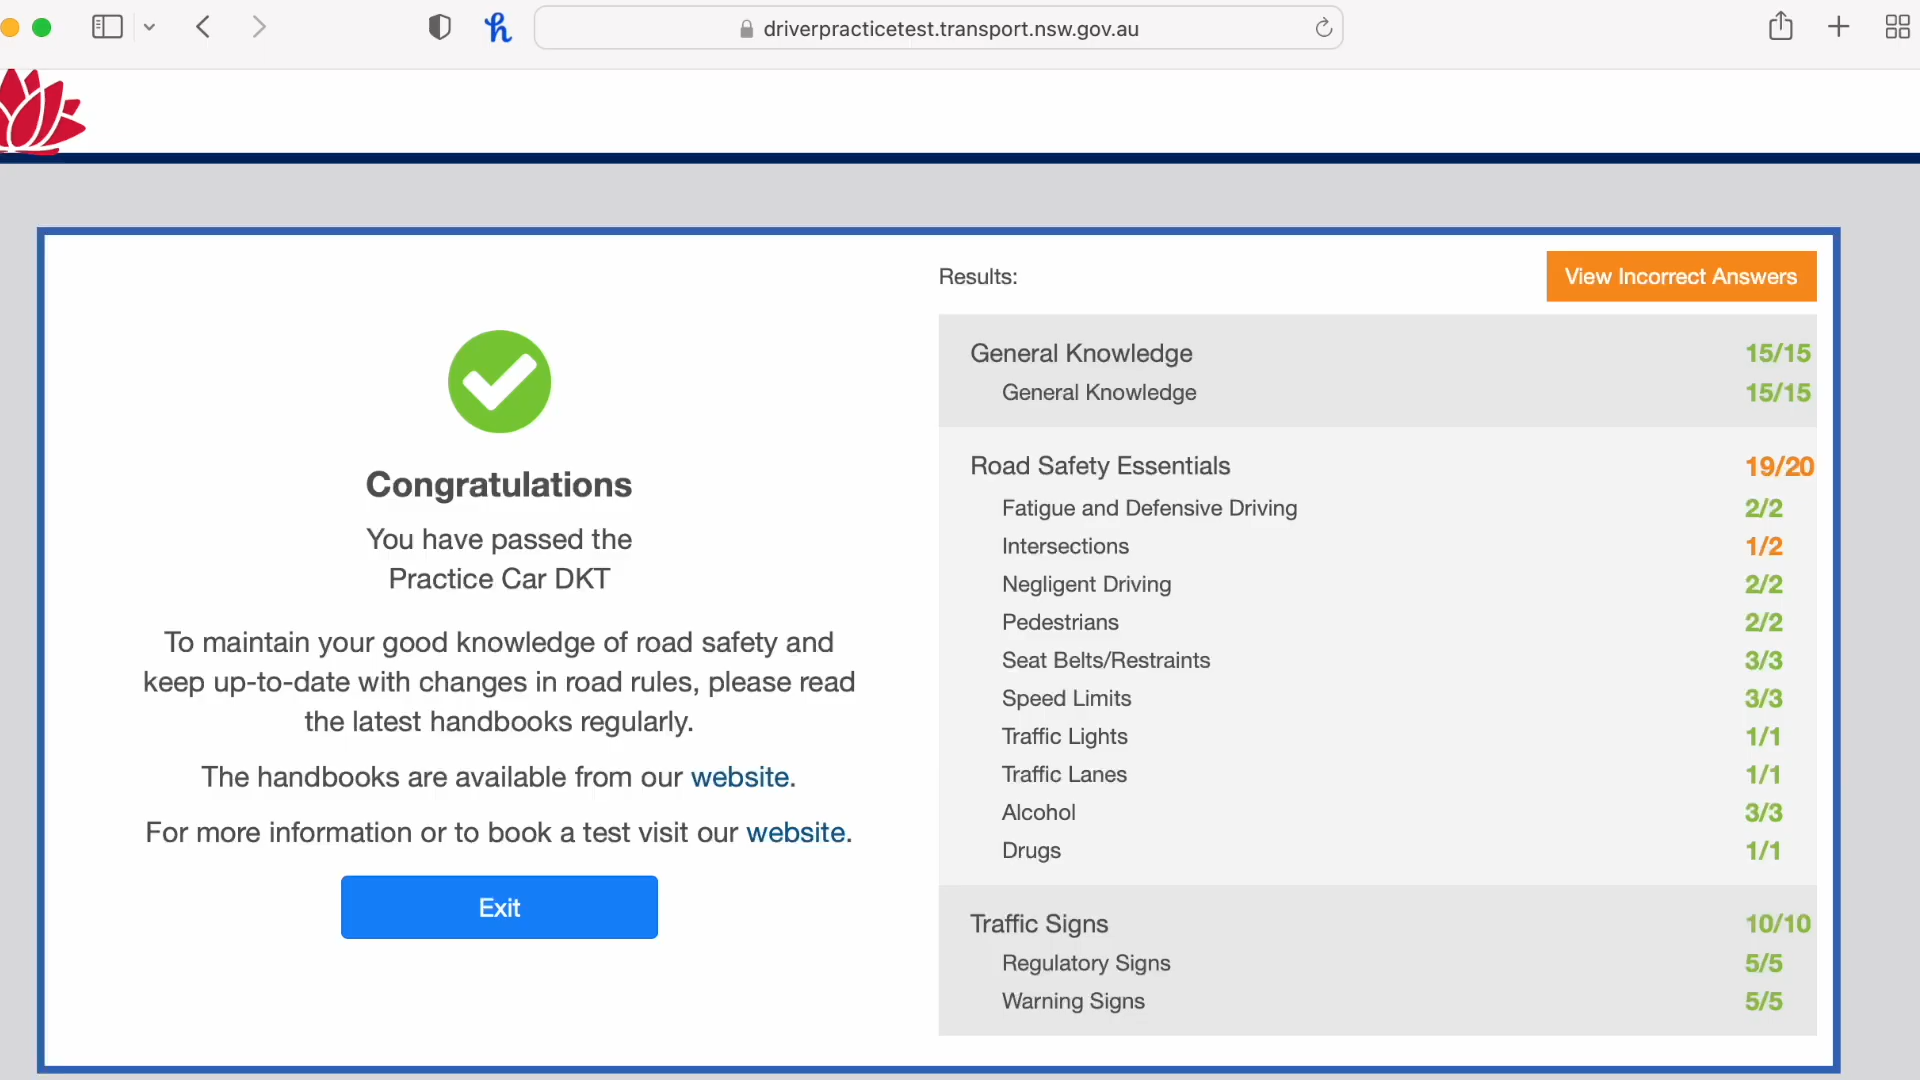 driverpracticetest.transport.nsw.gov.au
Congratulations
You have passed the
Practice Car DKT
To maintain your good knowledge of road safety and
keep up-to-date with changes in road rules, please read
the latest handbooks regularly.
The handbooks are available from our website.
For more information or to book a test visit our website.
Exit
Results:
View Incorrect Answers
General Knowledge 15/15
General Knowledge 15/15
Road Safety Essentials 19/20
Fatigue and Defensive Driving 2/2
Intersections 1/2
Negligent Driving 2/2
Pedestrians 2/2
Seat Belts/Restraints 3/3
Speed Limits 3/3
Traffic Lights 1/1
Traffic Lanes 1/1
Alcohol 3/3
Drugs 1/1
Traffic Signs 10/10
Regulatory Signs 5/5
Warning Signs 5/5